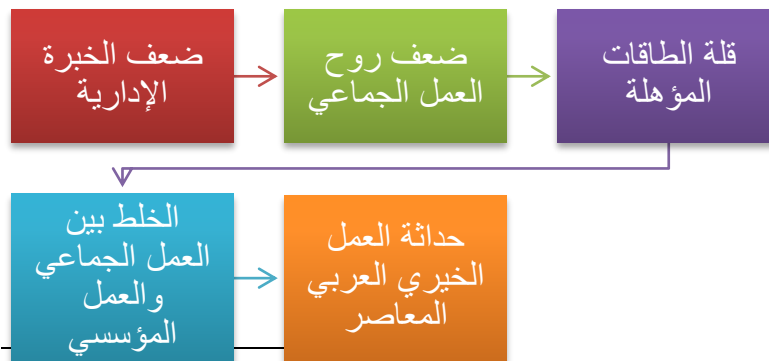 ضعف الخبرة
الإدارية
ضعف روح
العمل الجماعي
قلة الطاقات
المؤهلة
الخلط بين
العمل الجماعي
والعمل
المؤسسي
حداثة العمل
الخيري العربي
المعاصر